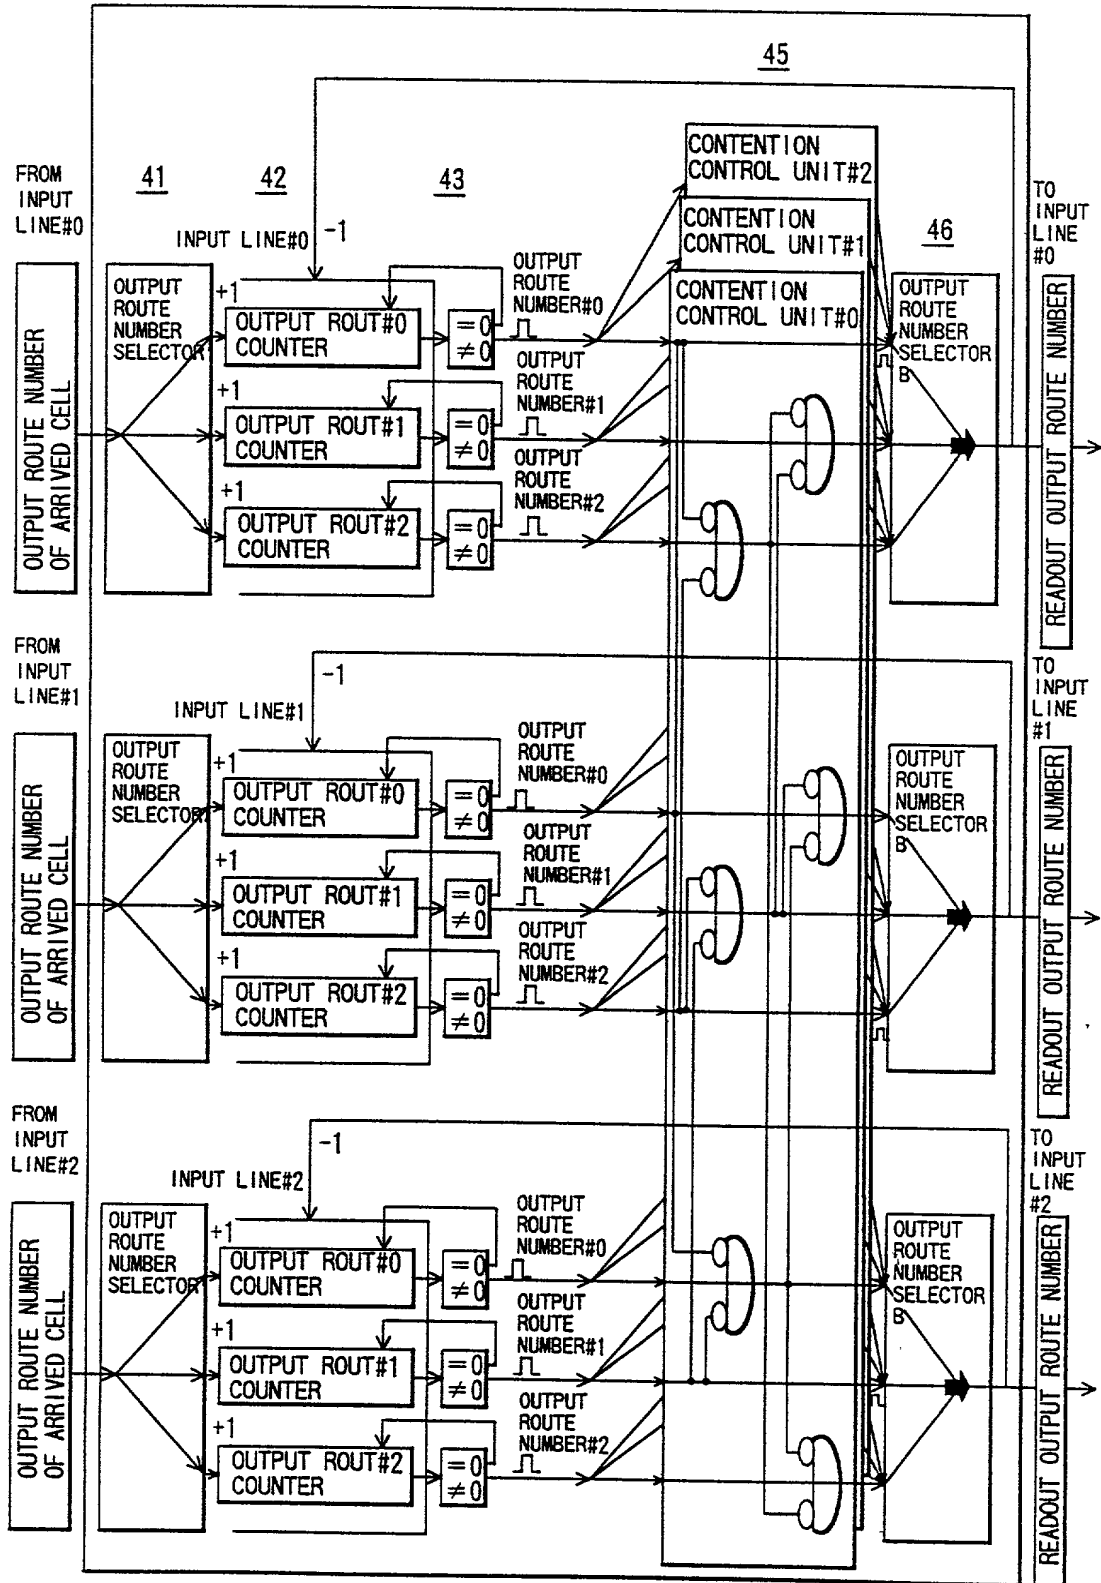 45
CONTENTION
CONTROL UNIT#2
FROM
INPUT
LINE#0
41
42
43
TO
INPUT
LINE
#0
CONTENTION
CONTROL UNIT#1
46
INPUT LINE#0
-1
OUTPUT
ROUTE
NUMBER#0
CONTENTION
CONTROL UNIT#0
OUTPUT ROUTE NUMBER
OF ARRIVED CELL
OUTPUT
ROUTE
NUMBER
SELECTOR
+1
OUTPUT ROUT#0
COUNTER
=0
≠0
OUTPUT
ROUTE
NUMBER#1
+1
OUTPUT ROUT#1
COUNTER
=0
≠0
OUTPUT
ROUTE
NUMBER#2
+1
OUTPUT ROUT#2
COUNTER
=0
≠0
OUTPUT
ROUTE
NUMBER
SELECTOR
B
READOUT OUTPUT ROUTE NUMBER
FROM
INPUT
LINE#1
TO
INPUT
LINE
#1
INPUT LINE#1
-1
OUTPUT
ROUTE
NUMBER#0
OUTPUT ROUTE NUMBER
OF ARRIVED CELL
OUTPUT
ROUTE
NUMBER
SELECTOR
+1
OUTPUT ROUT#0
COUNTER
=0
≠0
OUTPUT
ROUTE
NUMBER#1
+1
OUTPUT ROUT#1
COUNTER
=0
≠0
OUTPUT
ROUTE
NUMBER#2
+1
OUTPUT ROUT#2
COUNTER
=0
≠0
OUTPUT
ROUTE
NUMBER
SELECTOR
B
READOUT OUTPUT ROUTE NUMBER
FROM
INPUT
LINE#2
TO
INPUT
LINE
#2
INPUT LINE#2
-1
OUTPUT
ROUTE
NUMBER#0
OUTPUT ROUTE NUMBER
OF ARRIVED CELL
OUTPUT
ROUTE
NUMBER
SELECTOR
+1
OUTPUT ROUT#0
COUNTER
=0
≠0
OUTPUT
ROUTE
NUMBER#1
+1
OUTPUT ROUT#1
COUNTER
=0
≠0
OUTPUT
ROUTE
NUMBER#2
+1
OUTPUT ROUT#2
COUNTER
=0
≠0
OUTPUT
ROUTE
NUMBER
SELECTOR
B
READOUT OUTPUT ROUTE NUMBER